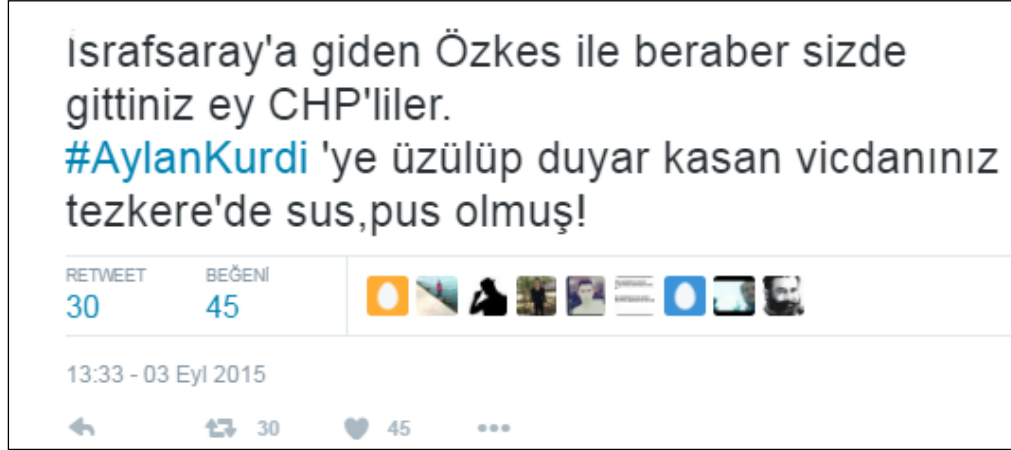 İsrafsaray'a giden Özkes ile beraber sizde
gittiniz ey CHP'liler.
#AylanKurdi 'ye üzülüp duyar kasan vicdanınız
tezkere'de sus,pus olmuş!
RETWEET BEĞENİ
30 45
13:33 - 03 Eyl 2015
30 45